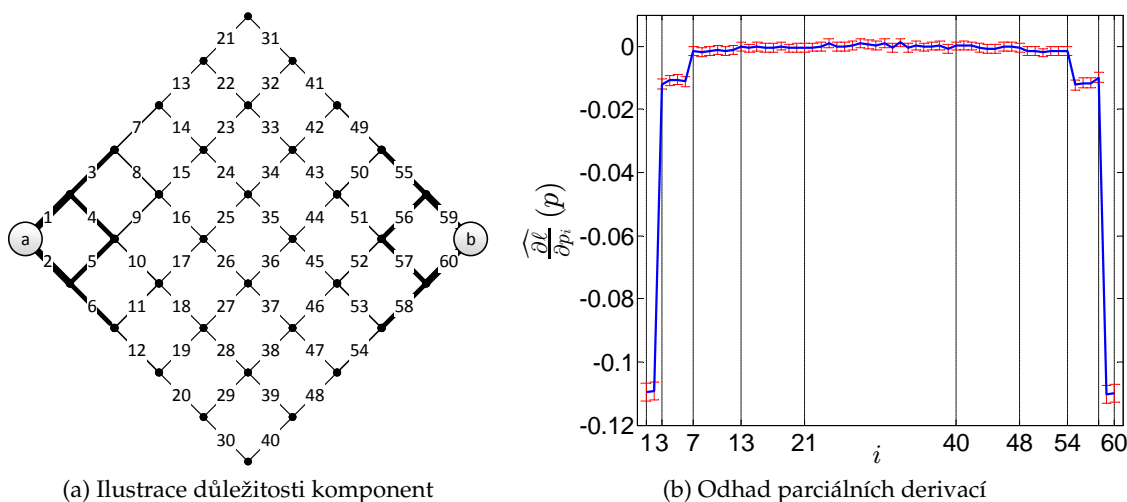 21 31
13 22 32 41
7 14 23 33 42 49
3 8 15 24 34 43 50 55
1 4 9 16 25 35 44 51 56 59
a b
2 5 10 17 26 36 45 52 57 60
6 11 18 27 37 46 53 58
12 19 28 38 47 54
20 29 39 48
30 40
(a) Ilustrace důležitosti komponent
0
-0.02
-0.04
-0.06
-0.08
-0.1
-0.12
∂ℓ/∂pᵢ (p)
1 3 7 13 21 40 48 54 60
i
(b) Odhad parciálních derivací